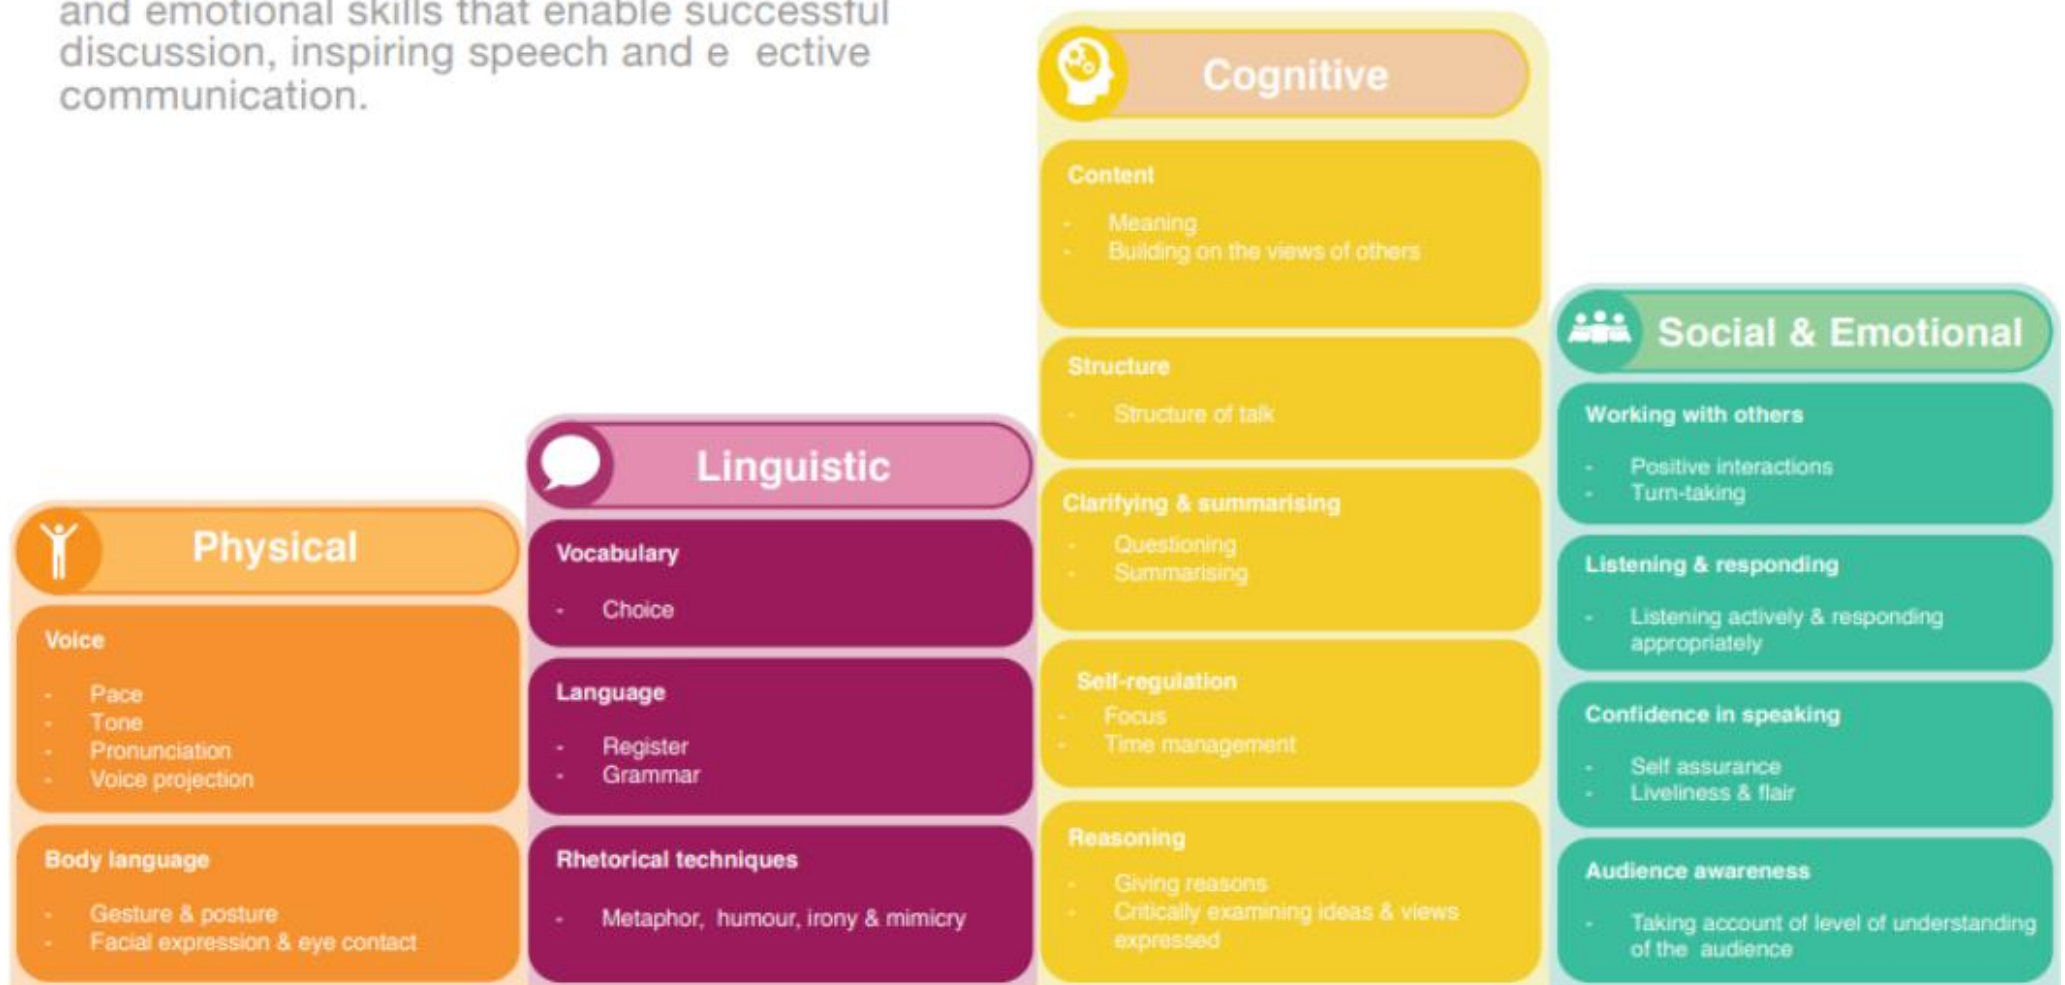 and emotional skills that enable successful
discussion, inspiring speech and e ective
communication.
Physical
Voice
- Pace
- Tone
- Pronunciation
- Voice projection
Body language
- Gesture & posture
- Facial expression & eye contact
Linguistic
Vocabulary
- Choice
Language
- Register
- Grammar
Rhetorical techniques
- Metaphor, humour, irony & mimicry
Cognitive
Content
- Meaning
- Building on the views of others
Structure
- Structure of talk
Clarifying & summarising
- Questioning
- Summarising
Self-regulation
- Focus
- Time management
Reasoning
- Giving reasons
- Critically examining ideas & views
expressed
Social & Emotional
Working with others
- Positive interactions
- Turn-taking
Listening & responding
- Listening actively & responding
appropriately
Confidence in speaking
- Self assurance
- Liveliness & flair
Audience awareness
- Taking account of level of understanding
of the audience